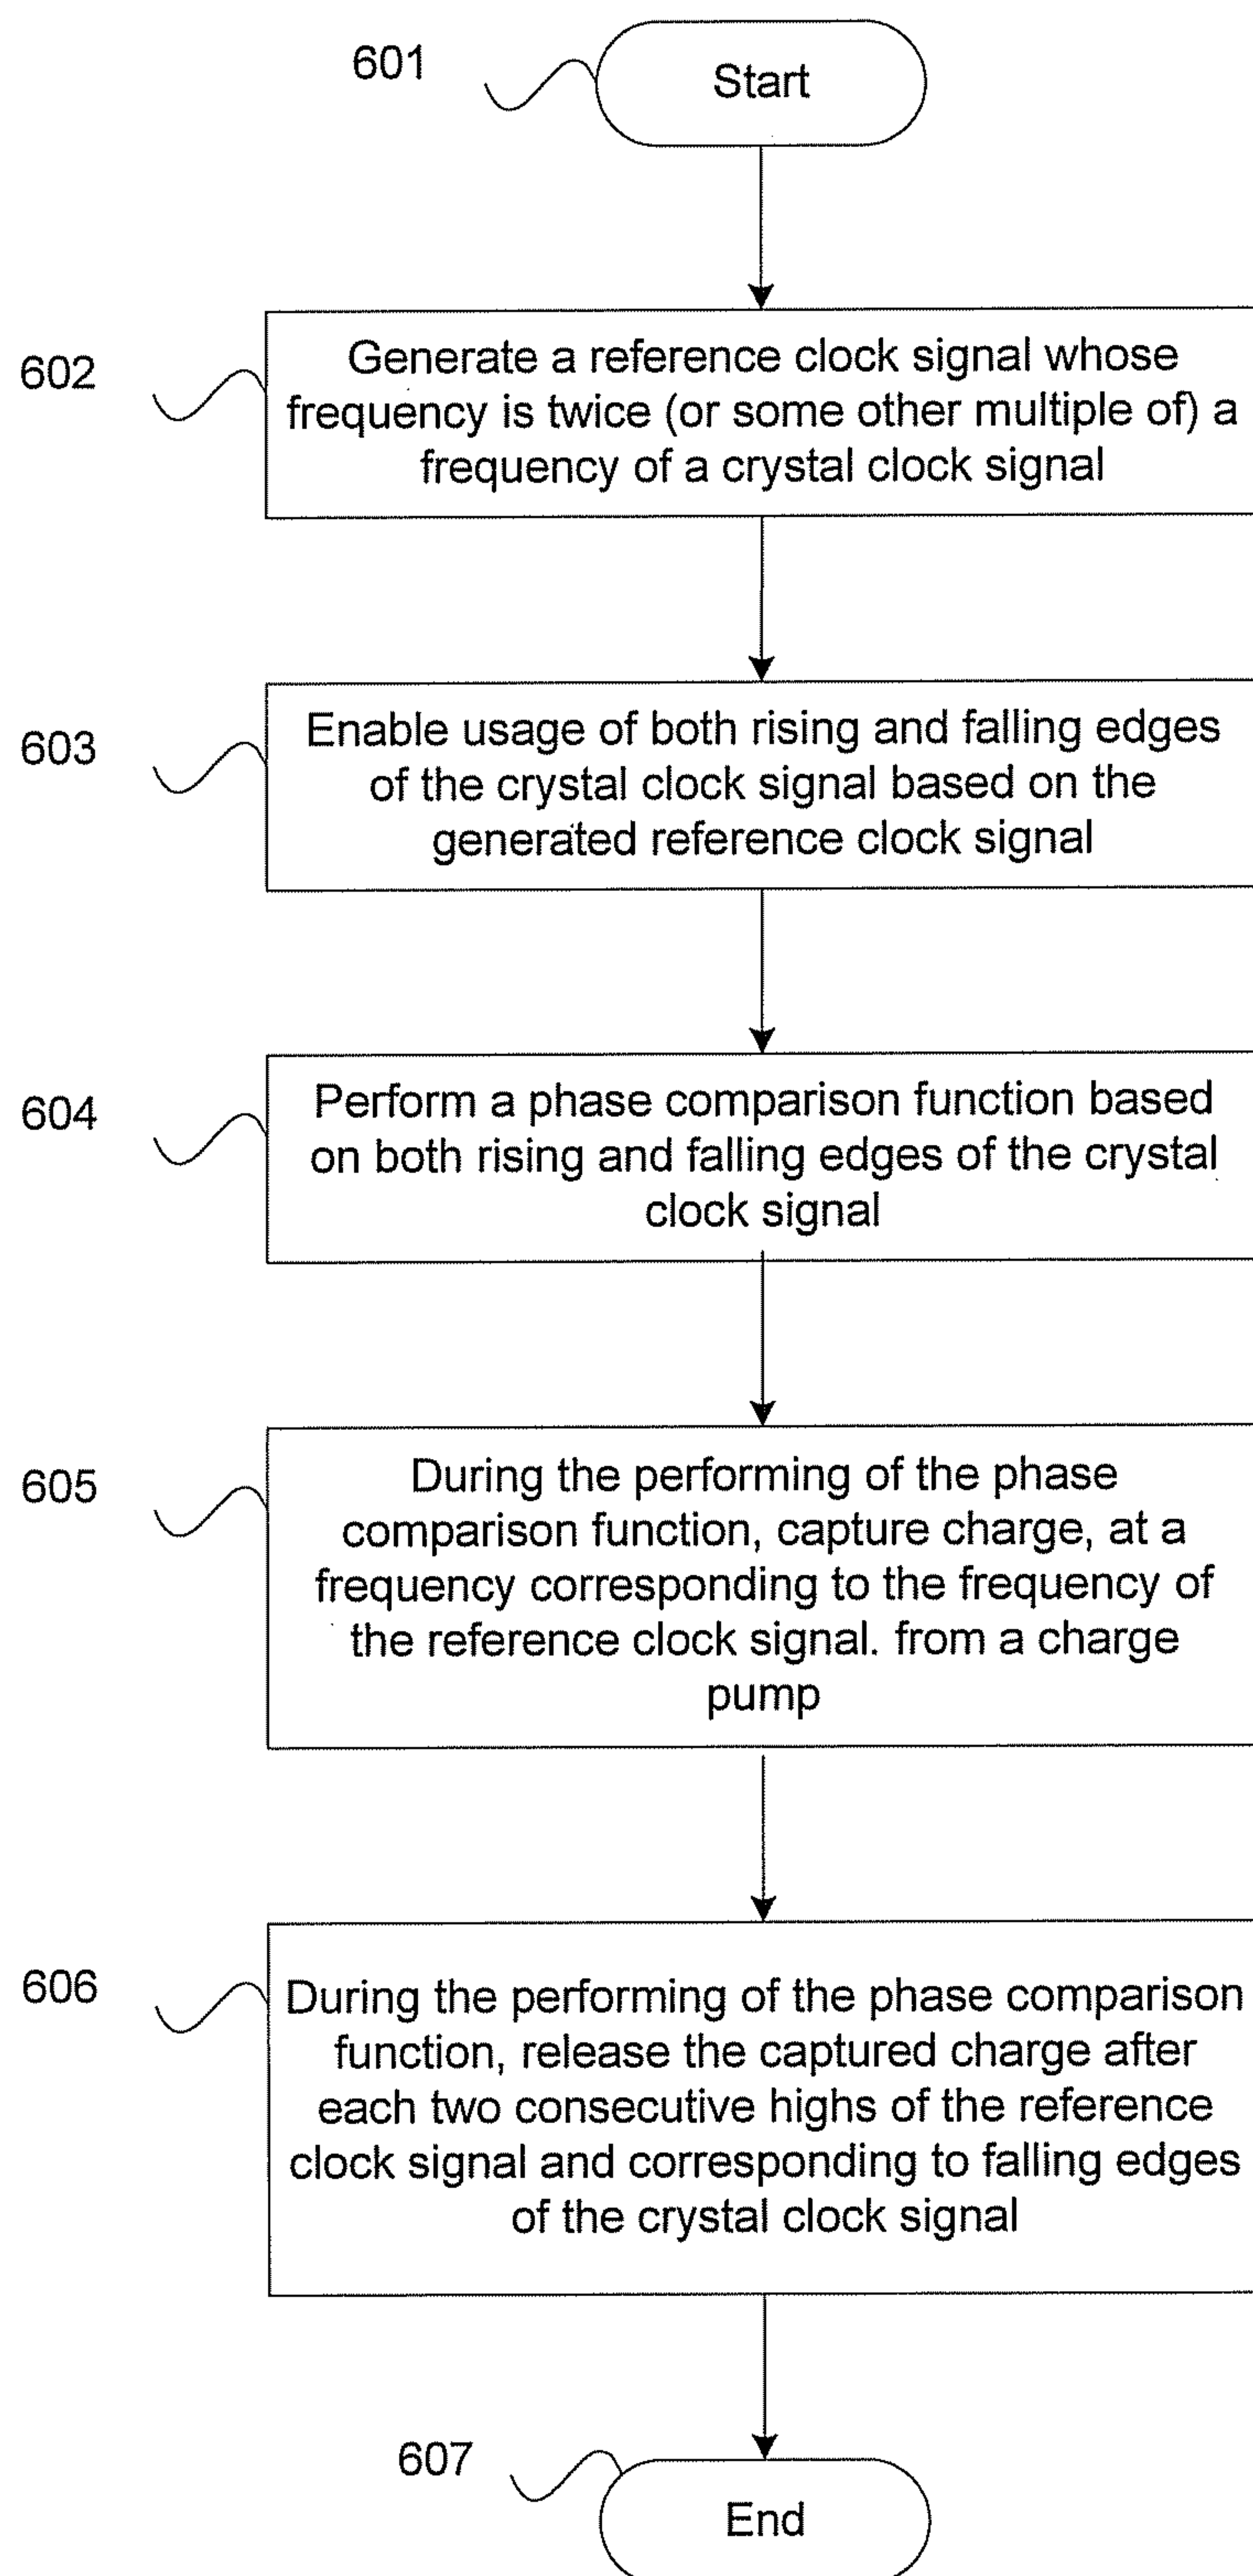 601
Start
602
Generate a reference clock signal whose
frequency is twice (or some other multiple of) a
frequency of a crystal clock signal
603
Enable usage of both rising and falling edges
of the crystal clock signal based on the
generated reference clock signal
604
Perform a phase comparison function based
on both rising and falling edges of the crystal
clock signal
605
During the performing of the phase
comparison function, capture charge, at a
frequency corresponding to the frequency of
the reference clock signal. from a charge
pump
606
During the performing of the phase comparison
function, release the captured charge after
each two consecutive highs of the reference
clock signal and corresponding to falling edges
of the crystal clock signal
607
End